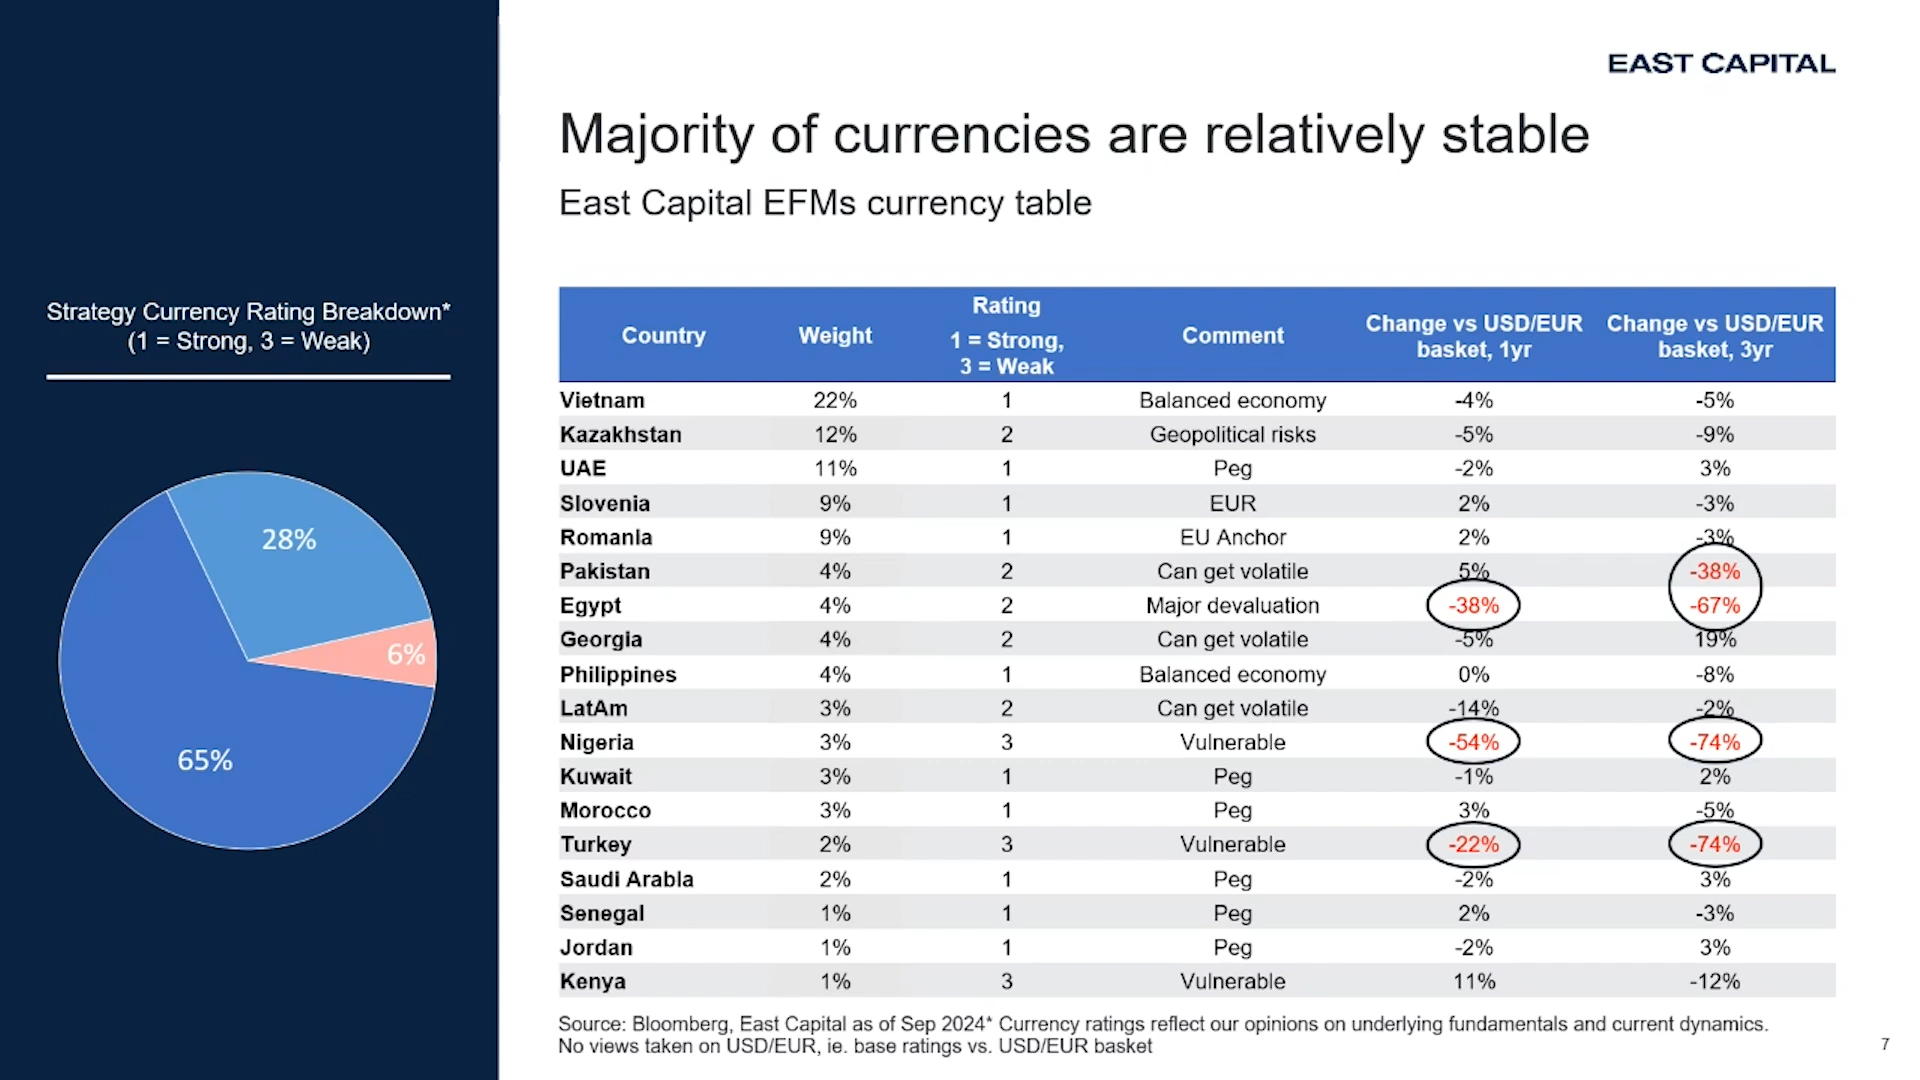 EAST CAPITAL
Majority of currencies are relatively stable
East Capital EFMs currency table
Strategy Currency Rating Breakdown*
(1 = Strong, 3 = Weak)
28%
6%
65%
Country Weight Rating 1 = Strong, 3 = Weak Comment Change vs USD/EUR basket, 1yr Change vs USD/EUR basket, 3yr
Vietnam 22% 1 Balanced economy -4% -5%
Kazakhstan 12% 2 Geopolitical risks -5% -9%
UAE 11% 1 Peg -2% 3%
Slovenia 9% 1 EUR 2% -3%
Romania 9% 1 EU Anchor 2% -3%
Pakistan 4% 2 Can get volatile 5% -38%
Egypt 4% 2 Major devaluation -38% -67%
Georgia 4% 2 Can get volatile -5% 19%
Philippines 4% 1 Balanced economy 0% -8%
LatAm 3% 2 Can get volatile -14% -2%
Nigeria 3% 3 Vulnerable -54% -74%
Kuwait 3% 1 Peg -1% 2%
Morocco 3% 1 Peg 3% -5%
Turkey 2% 3 Vulnerable -22% -74%
Saudi Arabia 2% 1 Peg -2% 3%
Senegal 1% 1 Peg 2% -3%
Jordan 1% 1 Peg -2% 3%
Kenya 1% 3 Vulnerable 11% -12%
Source: Bloomberg, East Capital as of Sep 2024* Currency ratings reflect our opinions on underlying fundamentals and current dynamics.
No views taken on USD/EUR, ie. base ratings vs. USD/EUR basket
7